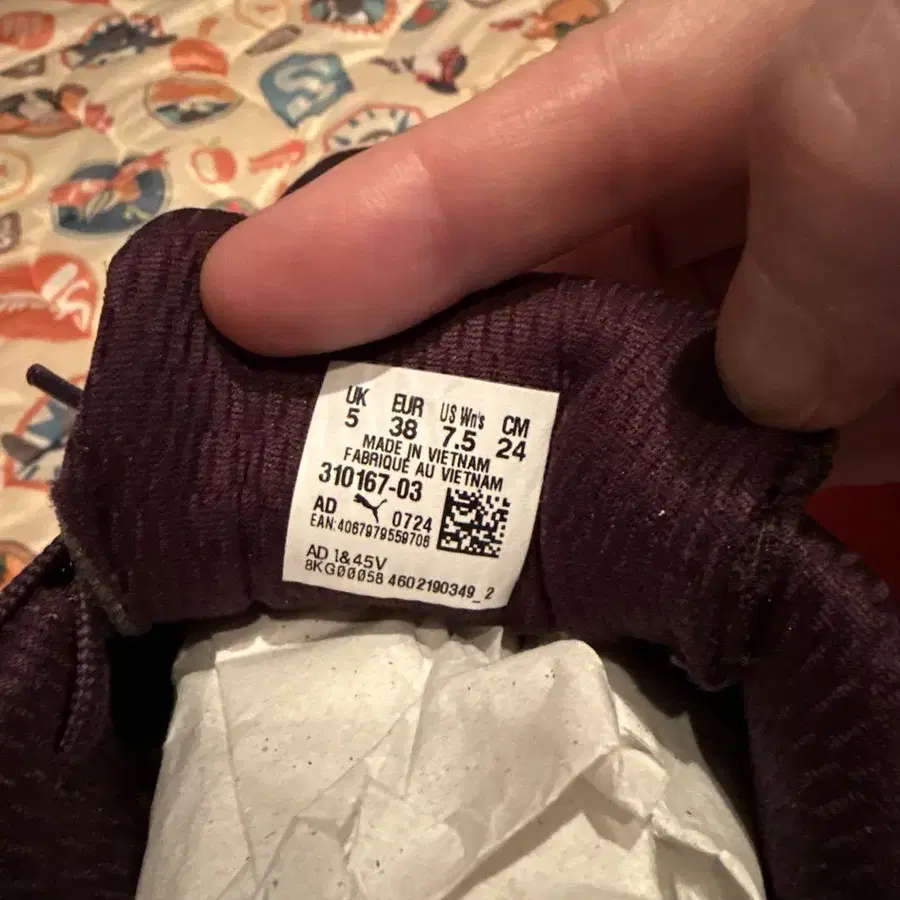 UK EUR US Wn's CM
5 38 7.5 24
MADE IN VIETNAM
FABRIQUÉ AU VIETNAM
310167-03
AD 0724
EAN:4067979559706
AD 1&45V
8KG00058 4602190349_2